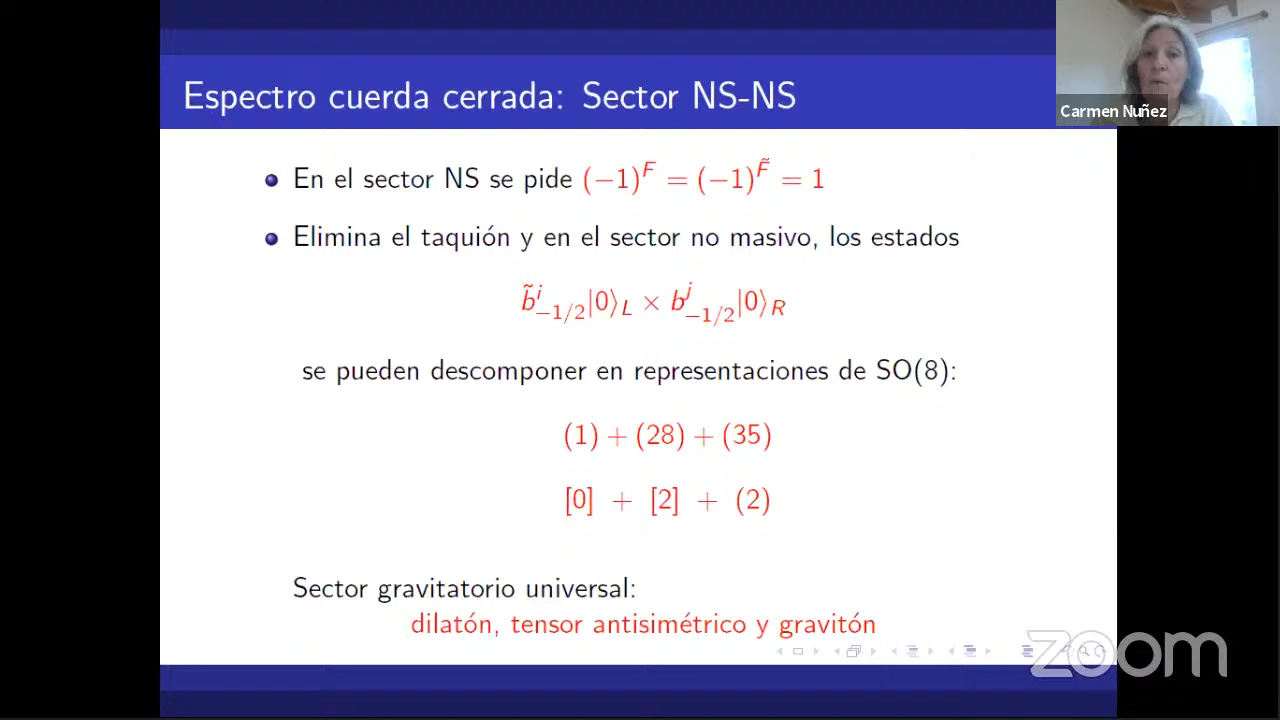 Espectro cuerda cerrada: Sector NS-NS
Carmen Nuñez
En el sector NS se pide (−1)^F = (−1)^F̃ = 1
Elimina el taquión y en el sector no masivo, los estados
b̃^i_{−1/2}|0⟩_L × b^j_{−1/2}|0⟩_R
se pueden descomponer en representaciones de SO(8):
(1) + (28) + (35)
[0] + [2] + (2)
Sector gravitatorio universal:
dilatón, tensor antisimétrico y gravitón
zoom